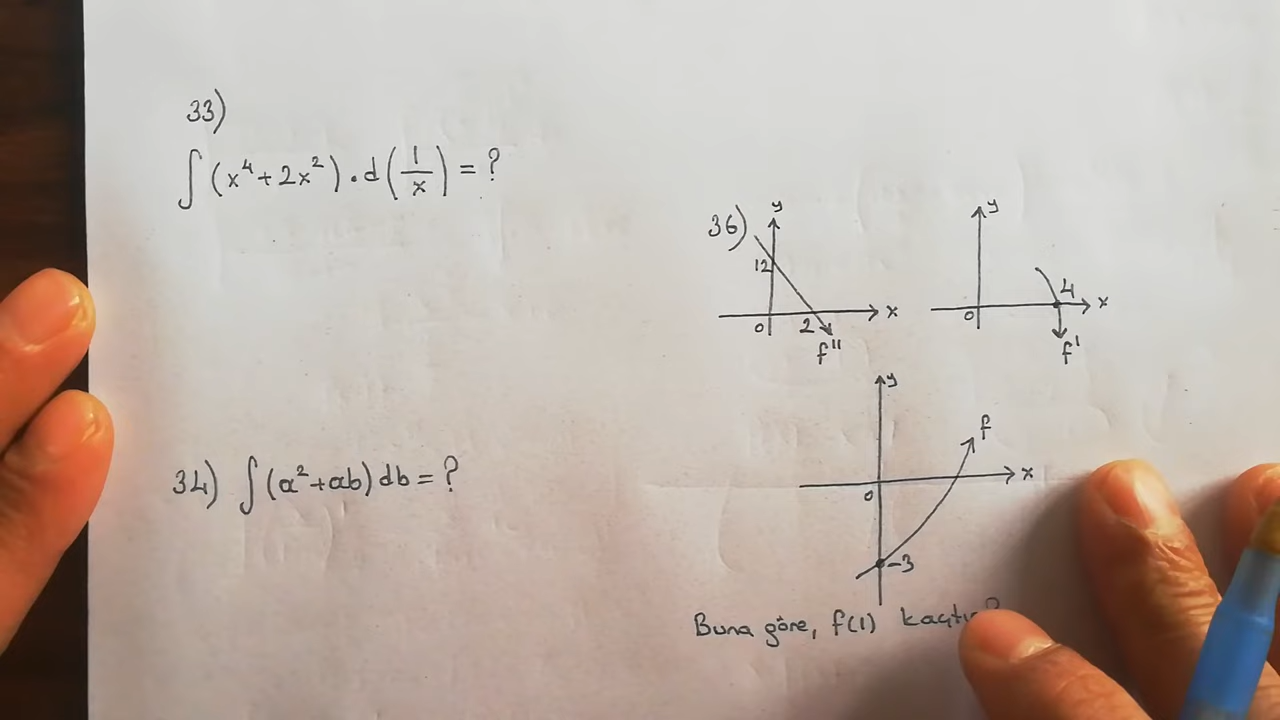 33)
∫(x⁴+2x²).d(1/x)=?
34) ∫(a²+ab)db=?
36)
y
12
0
2
x
f''
y
0
4
x
f'
y
f
0
x
-3
Buna göre, f(1)